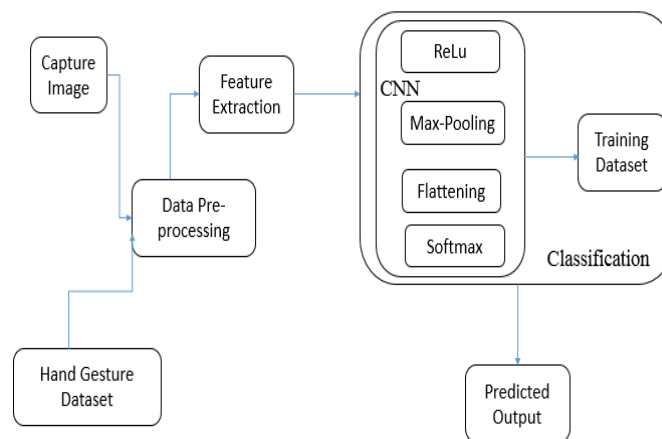 Capture
Image
Feature
Extraction
Data Pre-
processing
Hand Gesture
Dataset
CNN
ReLu
Max-Pooling
Flattening
Softmax
Training
Dataset
Classification
Predicted
Output